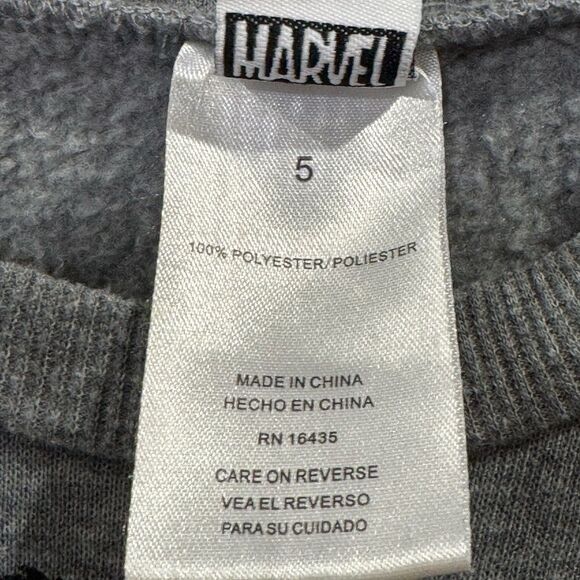 MARVEL
5
100% POLYESTER/POLIESTER
MADE IN CHINA
HECHO EN CHINA
RN 16435
CARE ON REVERSE
VEA EL REVERSO
PARA SU CUIDADO